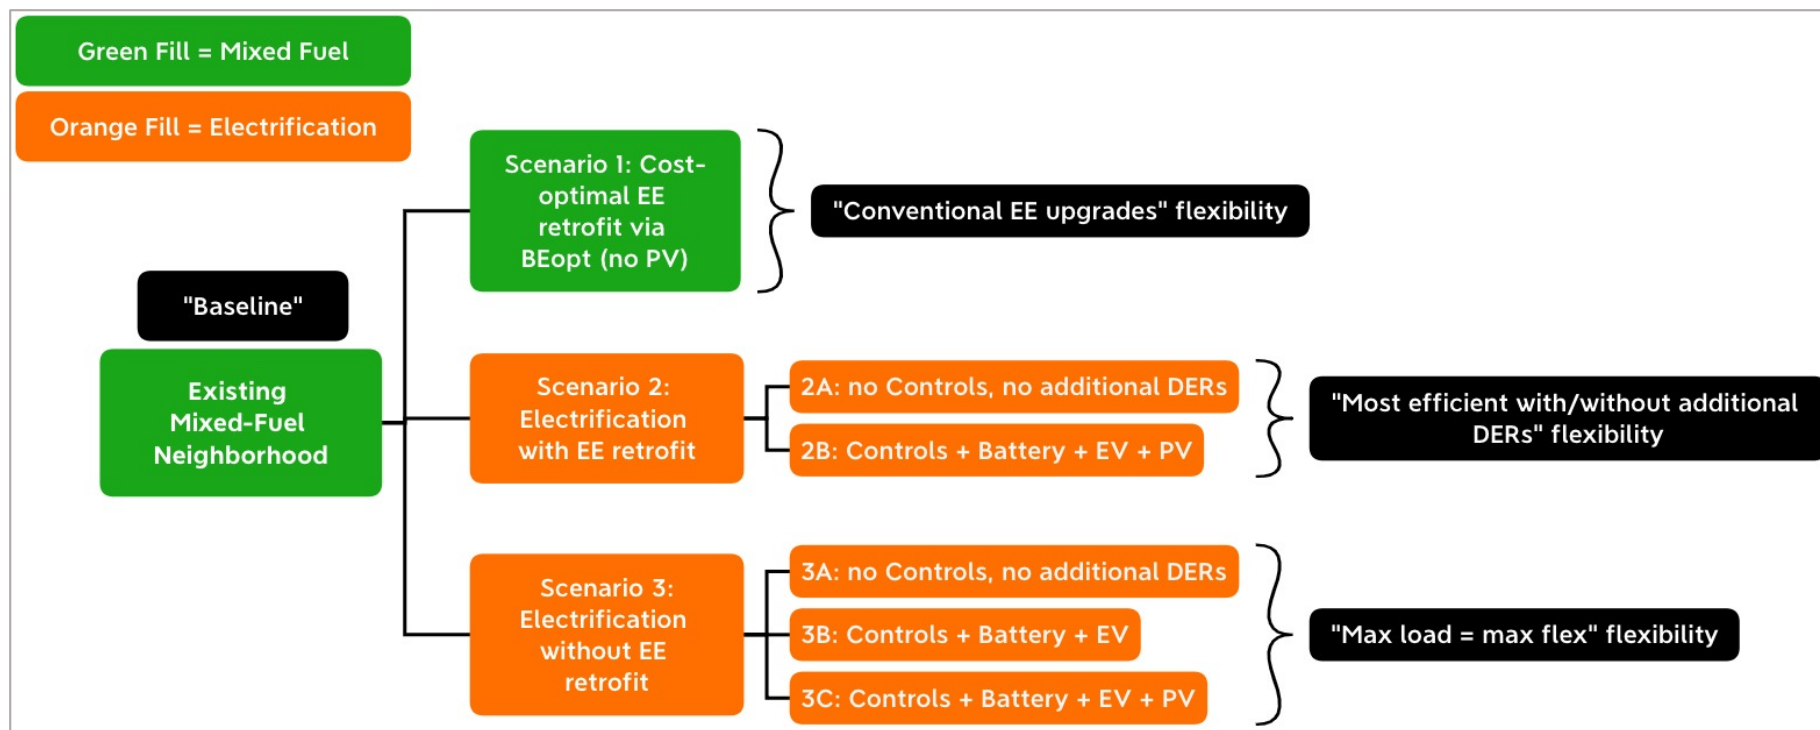 Green Fill = Mixed Fuel
Orange Fill = Electrification
Scenario 1: Cost-
optimal EE
retrofit via
BEopt (no PV)
"Conventional EE upgrades" flexibility
"Baseline"
Existing
Mixed-Fuel
Neighborhood
Scenario 2:
Electrification
with EE retrofit
2A: no Controls, no additional DERs
2B: Controls + Battery + EV + PV
"Most efficient with/without additional
DERs" flexibility
Scenario 3:
Electrification
without EE
retrofit
3A: no Controls, no additional DERs
3B: Controls + Battery + EV
3C: Controls + Battery + EV + PV
"Max load = max flex" flexibility